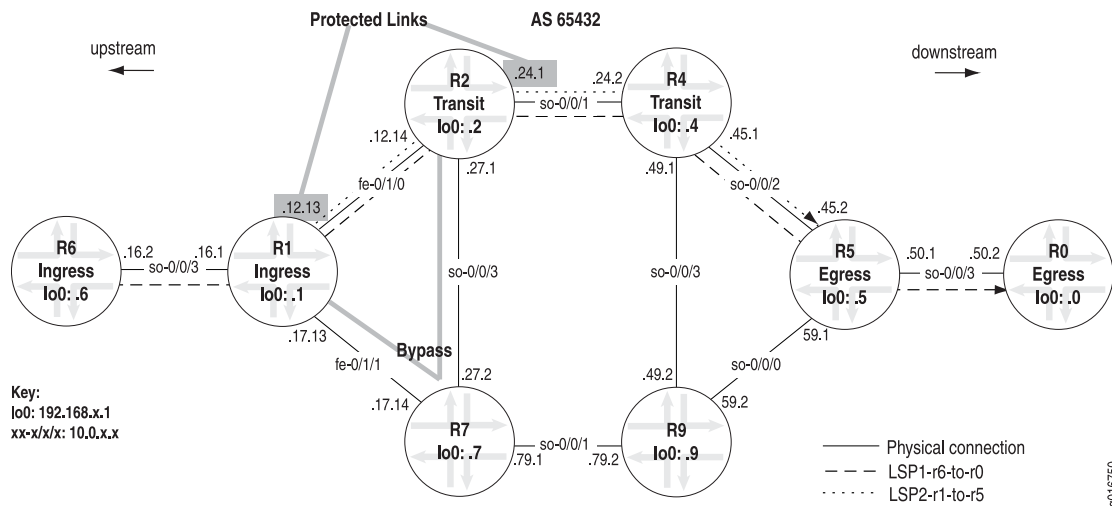 Protected Links
AS 65432
upstream
downstream
R2
Transit
lo0: .2
.24.1
.24.2
so-0/0/1
R4
Transit
lo0: .4
.12.14
.27.1
.49.1
.45.1
fe-0/1/0
so-0/0/2
.12.13
.45.2
R6
Ingress
lo0: .6
.16.2
.16.1
so-0/0/3
R1
Ingress
lo0: .1
so-0/0/3
so-0/0/3
R5
Egress
lo0: .5
.50.1
.50.2
so-0/0/3
R0
Egress
lo0: .0
.17.13
59.1
Bypass
fe-0/1/1
so-0/0/0
.27.2
.49.2
.17.14
59.2
Key:
lo0: 192.168.x.1
xx-x/x/x: 10.0.x.x
R7
lo0: .7
.79.1
so-0/0/1
.79.2
R9
lo0: .9
Physical connection
LSP1-r6-to-r0
LSP2-r1-to-r5
g016750